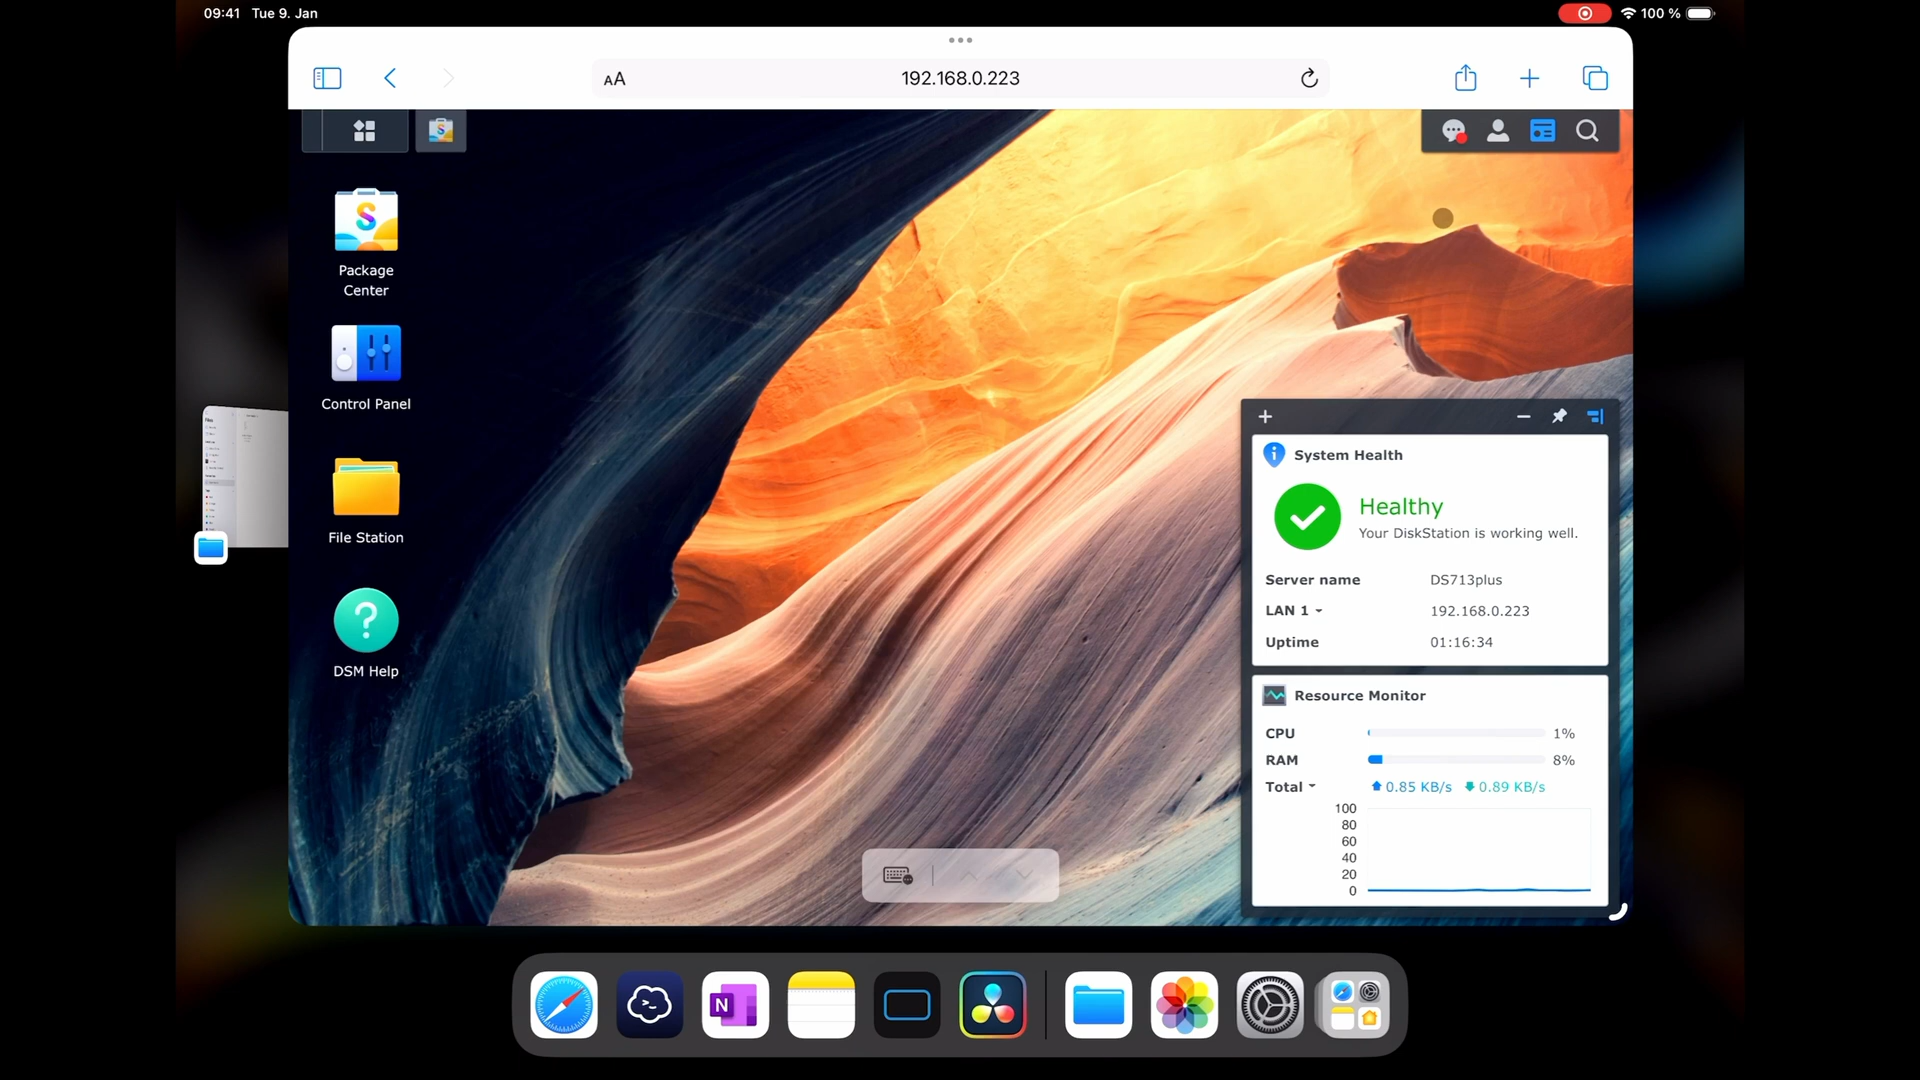 09:41 Tue 9. Jan
100 %
AA
192.168.0.223
Package
Center
Control Panel
File Station
DSM Help
System Health
Healthy
Your DiskStation is working well.
Server name DS713plus
LAN 1 192.168.0.223
Uptime 01:16:34
Resource Monitor
CPU 1%
RAM 8%
Total 0.85 KB/s 0.89 KB/s
100
80
60
40
20
0